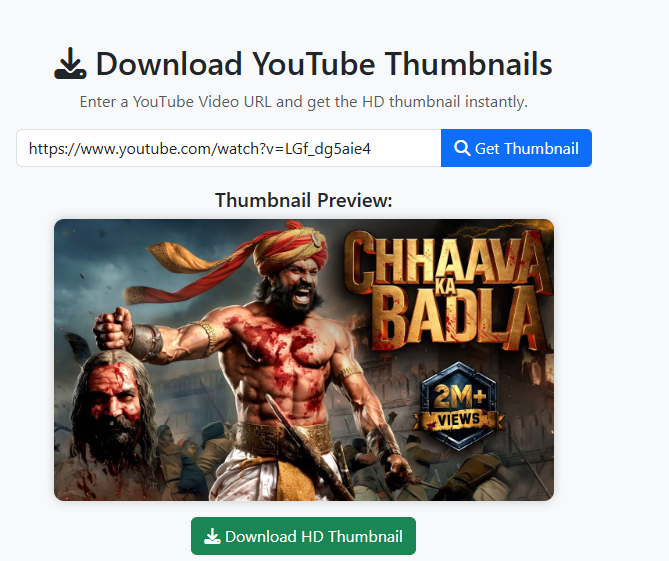 Download YouTube Thumbnails
Enter a YouTube Video URL and get the HD thumbnail instantly.
https://www.youtube.com/watch?v=LGf_dg5aie4
Get Thumbnail
Thumbnail Preview:
CHHAAVA
KA
BADLA
2M+
VIEWS
Download HD Thumbnail